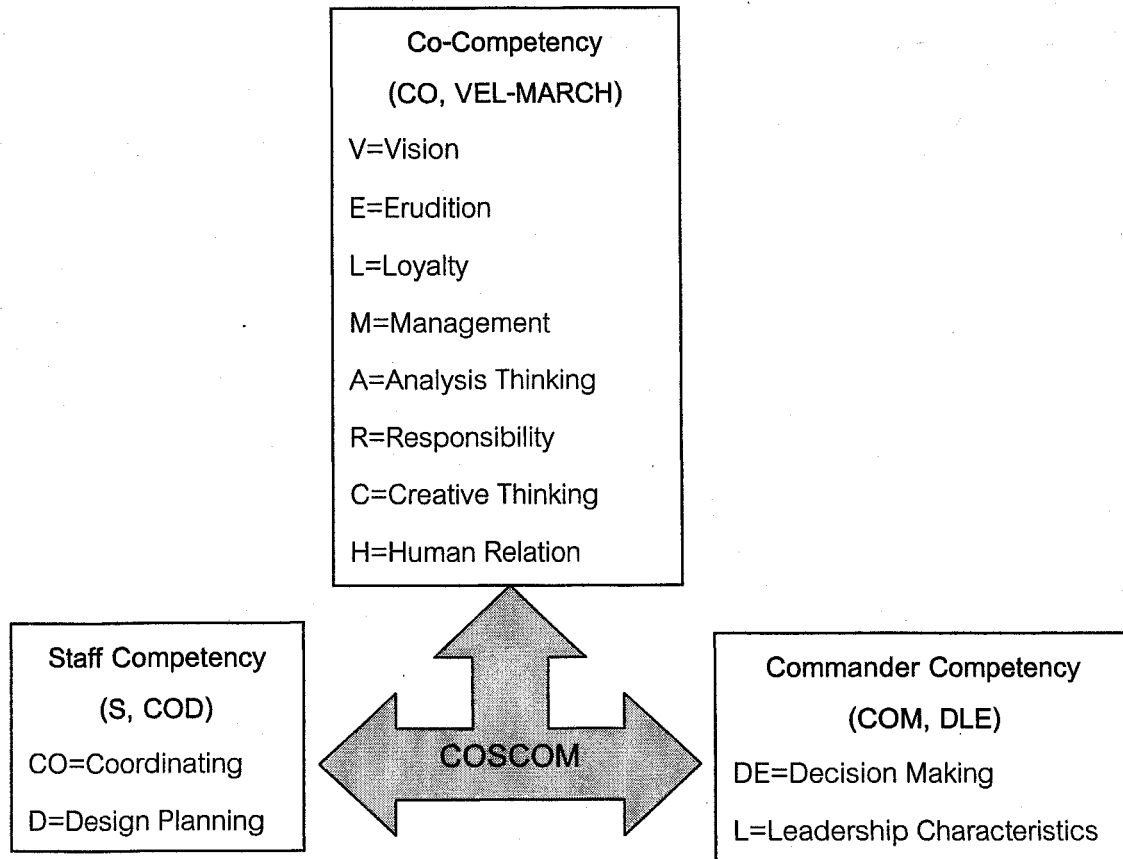 Co-Competency
(CO, VEL-MARCH)
V=Vision
E=Erudition
L=Loyalty
M=Management
A=Analysis Thinking
R=Responsibility
C=Creative Thinking
H=Human Relation
Staff Competency
(S, COD)
CO=Coordinating
D=Design Planning
COSCOM
Commander Competency
(COM, DLE)
DE=Decision Making
L=Leadership Characteristics